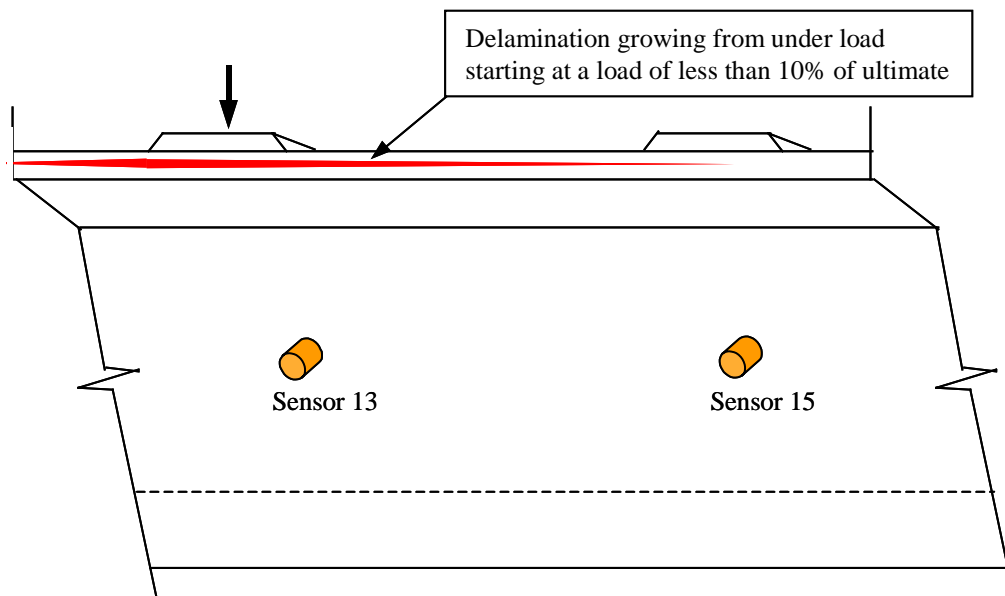 Delamination growing from under load
starting at a load of less than 10% of ultimate
Sensor 13
Sensor 15